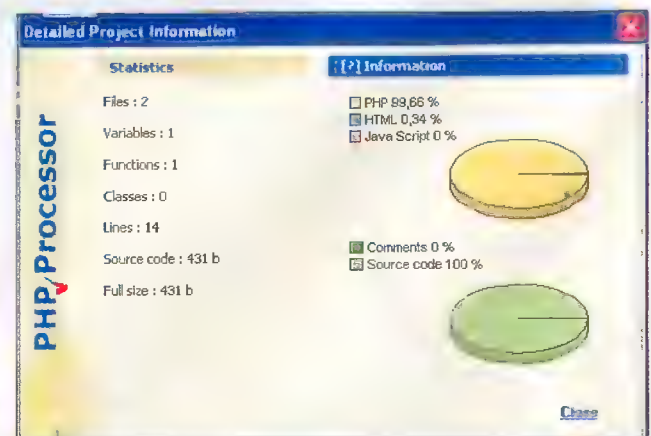 Detailed Project Information
Statistics
Files : 2
Variables : 1
Functions : 1
Classes : 0
Lines : 14
Source code : 431 b
Full size : 431 b
PHP Processor
[?] Information
PHP 99,66 %
HTML 0,34 %
Java Script 0 %
Comments 0 %
Source code 100 %
Close